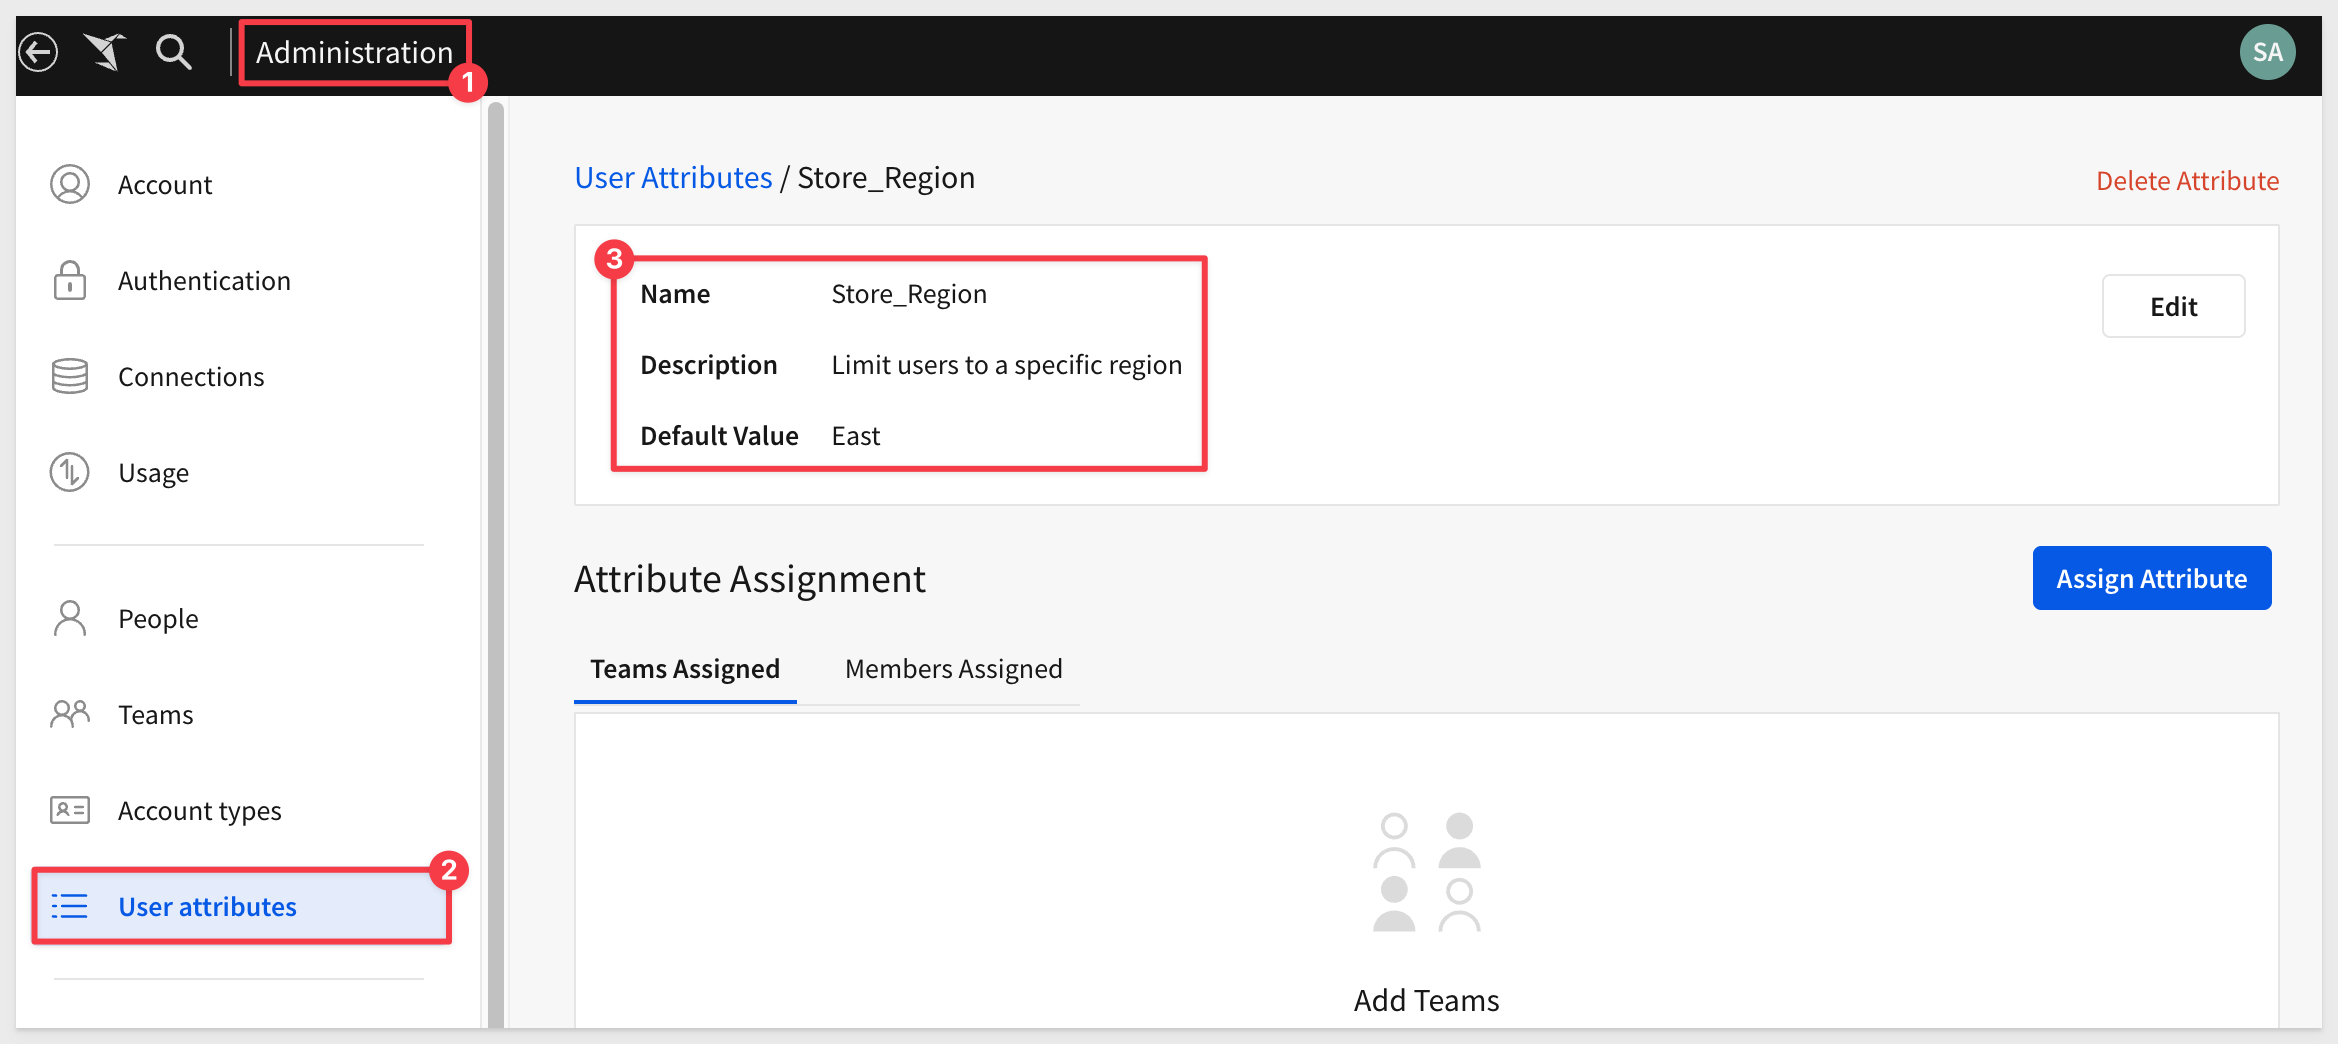 Administration
1
SA
Account
Authentication
Connections
Usage
People
Teams
Account types
2
User attributes
User Attributes / Store_Region
Delete Attribute
3
Name Store_Region
Description Limit users to a specific region
Default Value East
Edit
Attribute Assignment
Assign Attribute
Teams Assigned Members Assigned
Add Teams